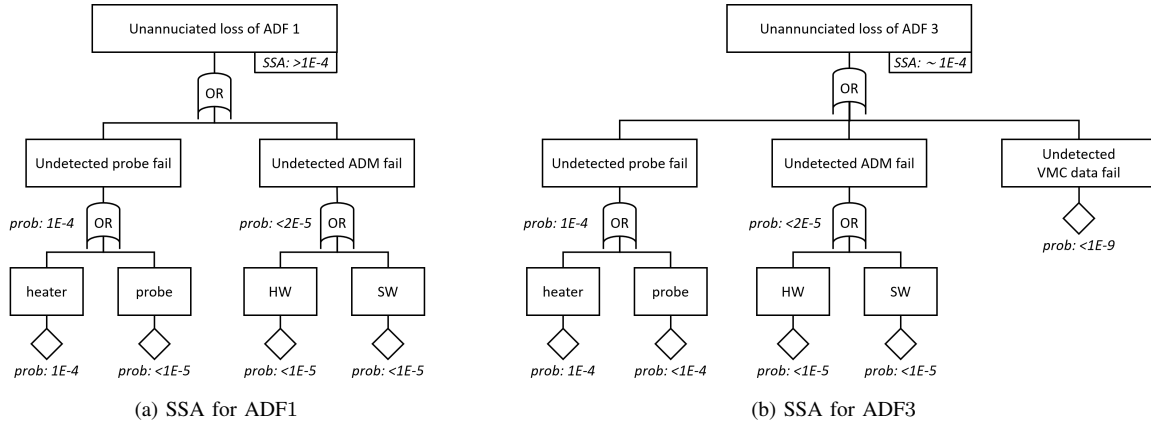 Unannuciated loss of ADF 1
SSA: >1E-4
OR
Undetected probe fail
Undetected ADM fail
prob: 1E-4
OR
prob: <2E-5
OR
heater
probe
HW
SW
prob: 1E-4
prob: <1E-5
prob: <1E-5
prob: <1E-5
(a) SSA for ADF1
Unannunciated loss of ADF 3
SSA: ~ 1E-4
OR
Undetected probe fail
Undetected ADM fail
Undetected
VMC data fail
prob: 1E-4
OR
prob: <2E-5
OR
prob: <1E-9
heater
probe
HW
SW
prob: 1E-4
prob: <1E-4
prob: <1E-5
prob: <1E-5
(b) SSA for ADF3